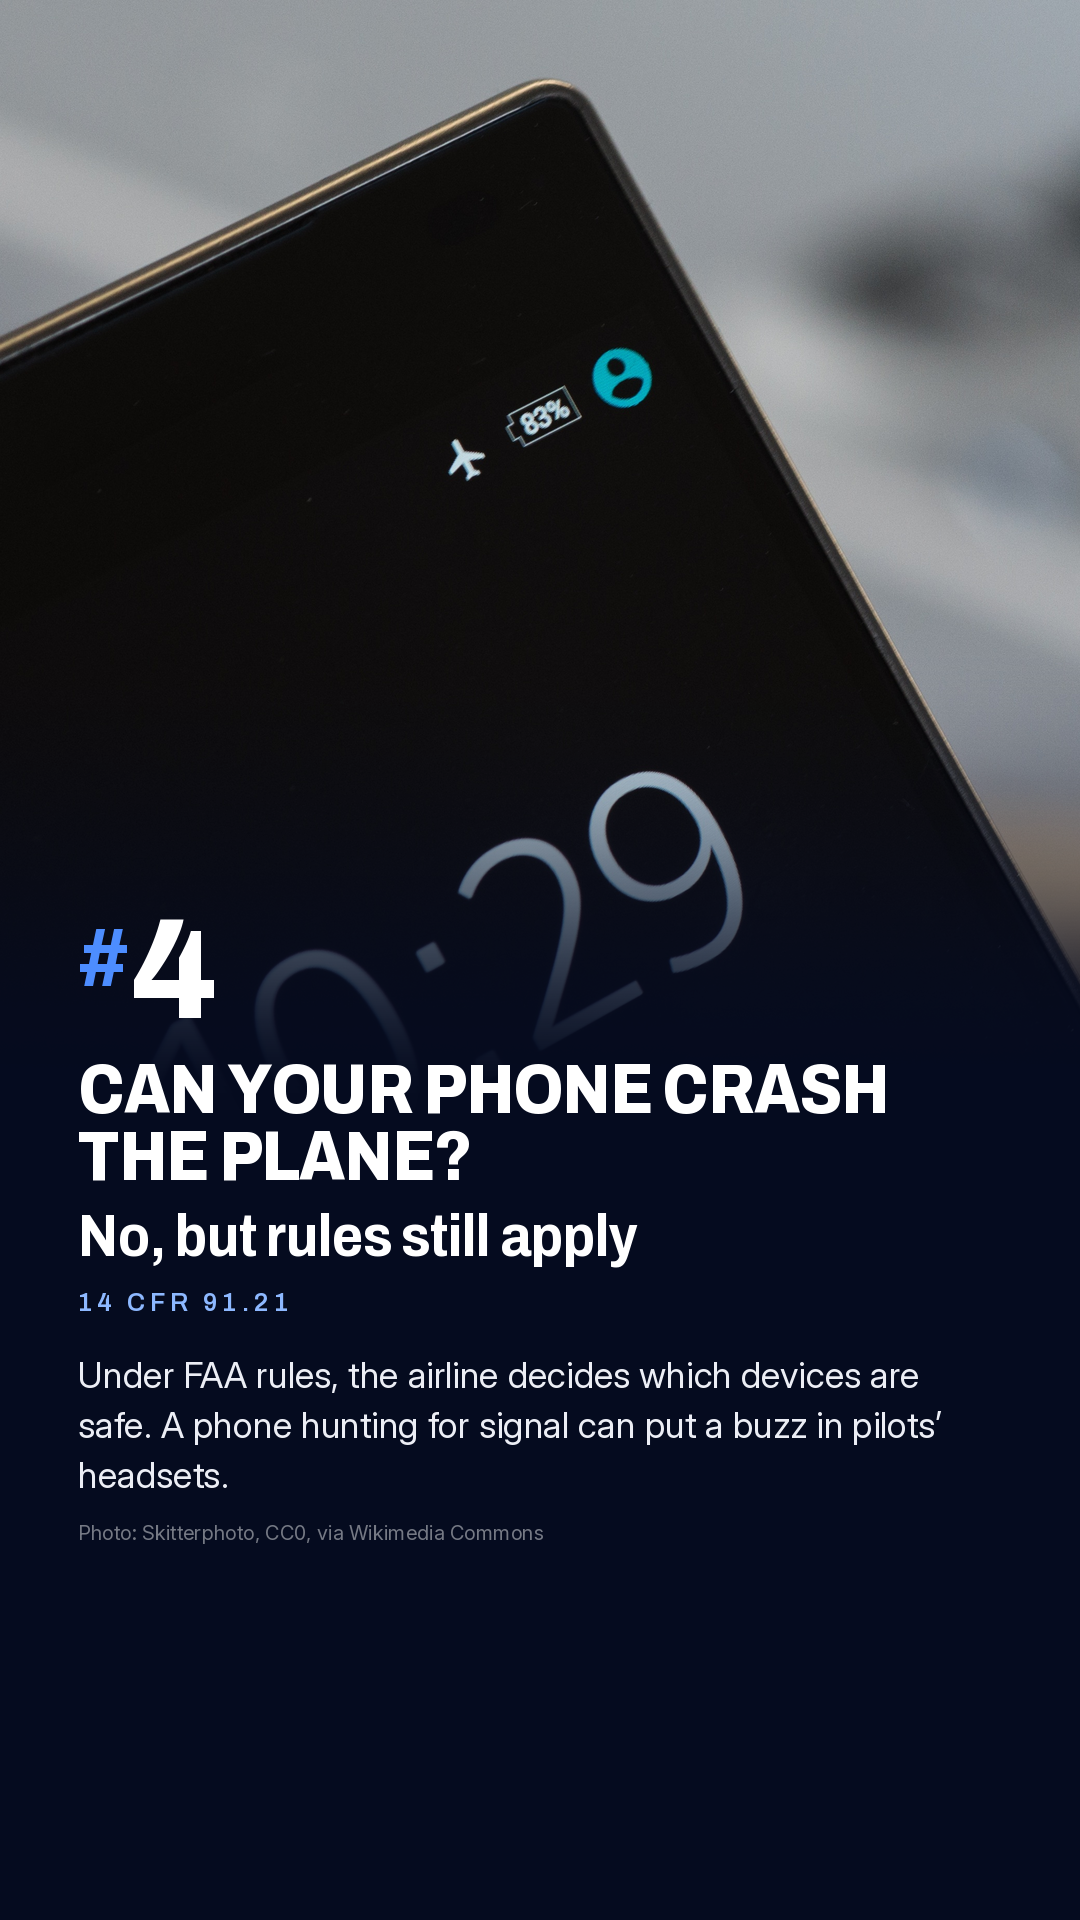 83%
10:29
#4
CAN YOUR PHONE CRASH
THE PLANE?
No, but rules still apply
14 CFR 91.21
Under FAA rules, the airline decides which devices are
safe. A phone hunting for signal can put a buzz in pilots’
headsets.
Photo: Skitterphoto, CC0, via Wikimedia Commons